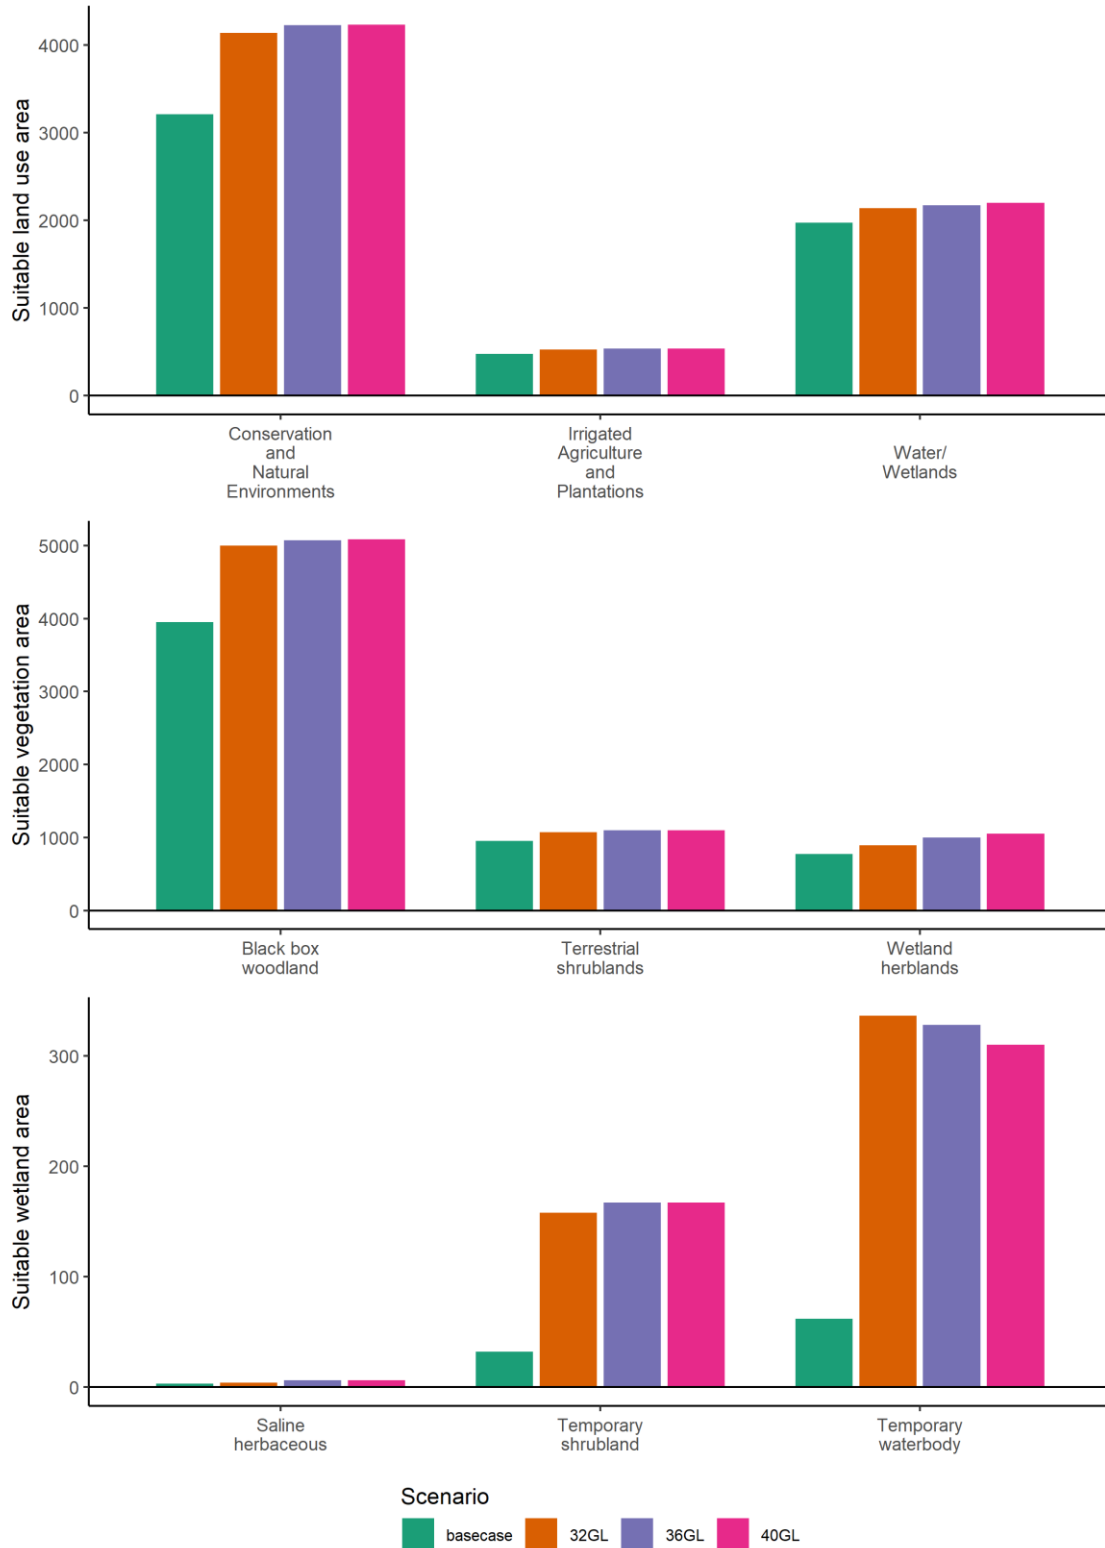 Suitable land use area
4000
3000
2000
1000
0
Conservation
and
Natural
Environments
Irrigated
Agriculture
and
Plantations
Water/
Wetlands
Suitable vegetation area
5000
4000
3000
2000
1000
0
Black box
woodland
Terrestrial
shrublands
Wetland
herblands
Suitable wetland area
300
200
100
0
Saline
herbaceous
Temporary
shrubland
Temporary
waterbody
Scenario
basecase 32GL 36GL 40GL